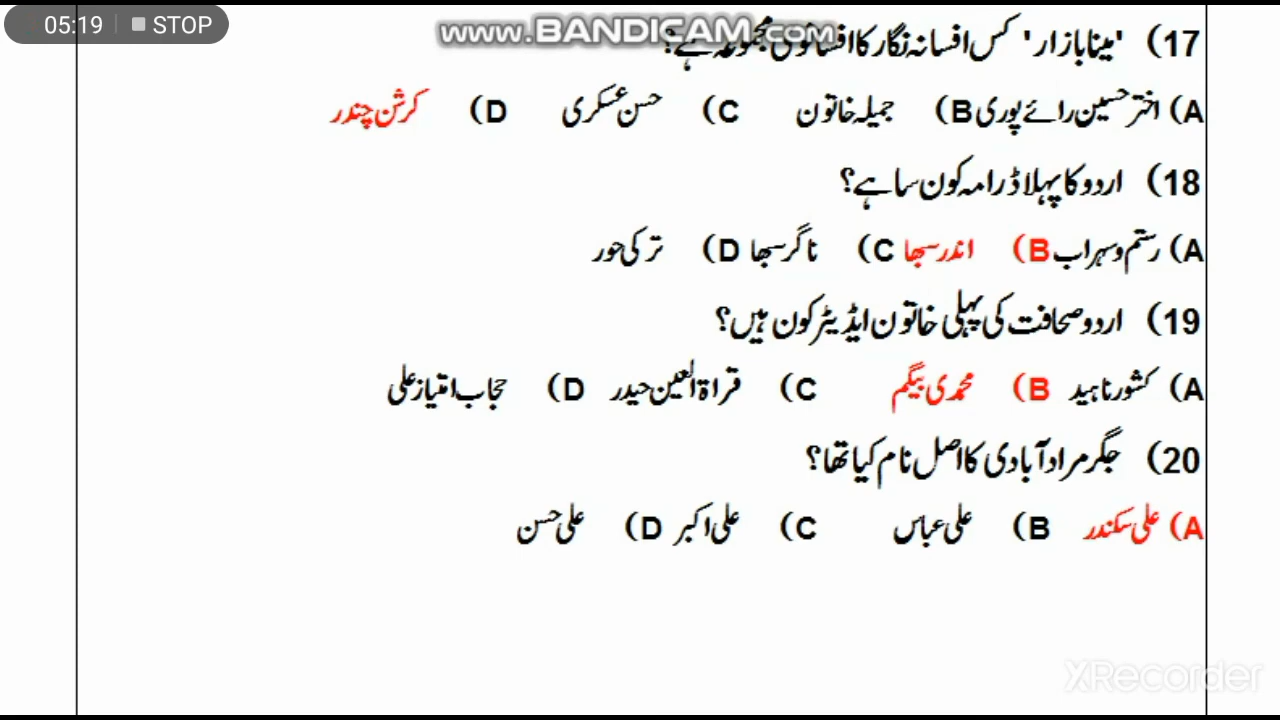 05:19 STOP
www.BANDICAM.com
17) 'مینا بازار' کس افسانہ نگار کا افسانوی مجموعہ ہے؟
A) اختر حسین رائے پوری B) جمیلہ خاتون C) حسن عسکری D) کرشن چندر
18) اردو کا پہلا ڈرامہ کون سا ہے؟
A) رستم و سہراب B) اندر سبھا C) ناگر سبھا D) ترکی حور
19) اردو صحافت کی پہلی خاتون ایڈیٹر کون ہیں؟
A) کشور ناہید B) محمدی بیگم C) قراۃ العین حیدر D) حجاب امتیاز علی
20) جگر مراد آبادی کا اصل نام کیا تھا؟
A) علی سکندر B) علی عباس C) علی اکبر D) علی حسن
XRecorder